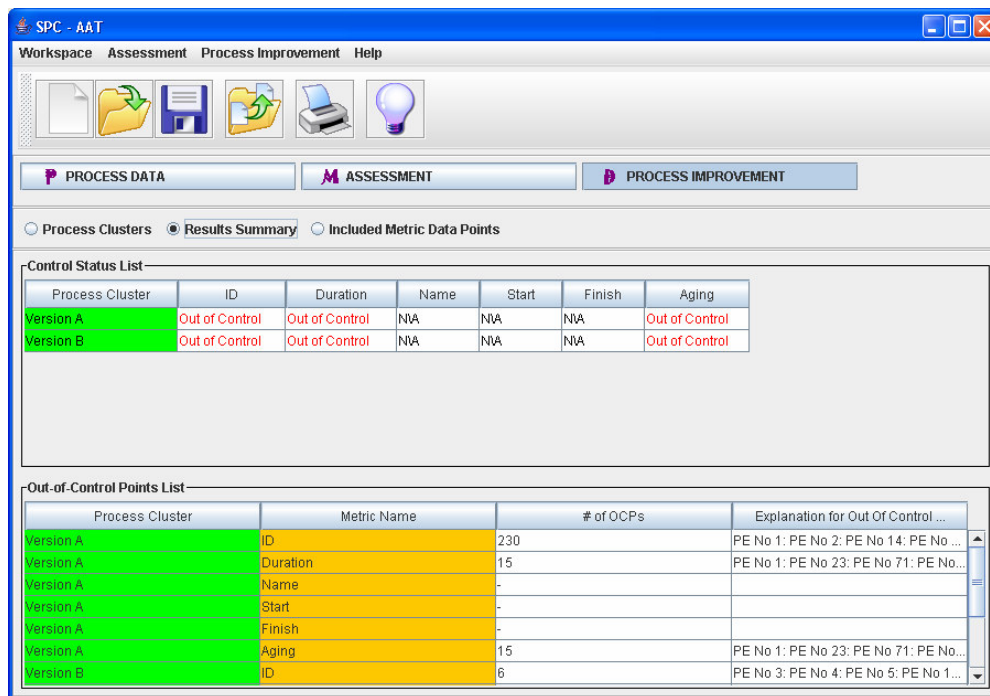 SPC - AAT
Workspace Assessment Process Improvement Help
P PROCESS DATA M ASSESSMENT PROCESS IMPROVEMENT
Process Clusters Results Summary Included Metric Data Points
Control Status List
Process Cluster ID Duration Name Start Finish Aging
Version A Out of Control Out of Control N\A N\A N\A Out of Control
Version B Out of Control Out of Control N\A N\A N\A Out of Control
Out-of-Control Points List
Process Cluster Metric Name # of OCPs Explanation for Out Of Control ...
Version A ID 230 PE No 1: PE No 2: PE No 14: PE No ...
Version A Duration 15 PE No 1: PE No 23: PE No 71: PE No...
Version A Name -
Version A Start -
Version A Finish -
Version A Aging 15 PE No 1: PE No 23: PE No 71: PE No...
Version B ID 6 PE No 3: PE No 4: PE No 5: PE No 1...